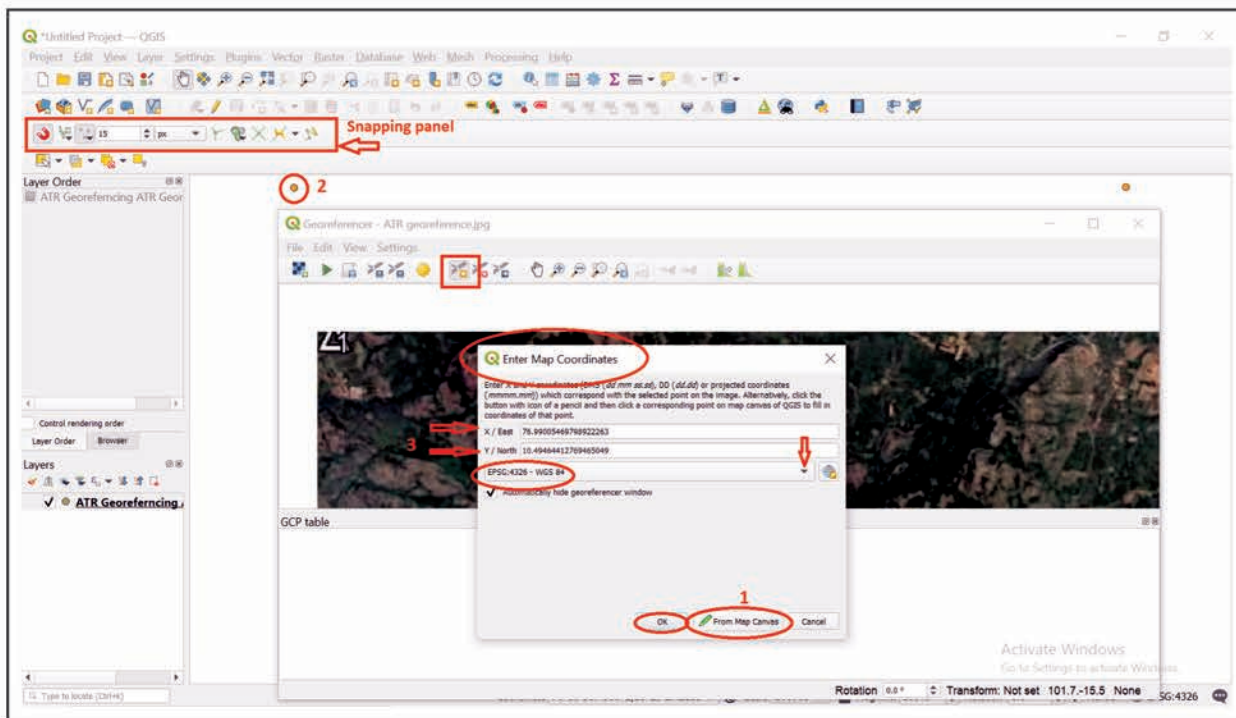 *Untitled Project — QGIS
Project Edit View Layer Settings Plugins Vector Raster Database Web Mesh Processing Help
15 px
Snapping panel
Layer Order
2
ATR Georeferncing ATR Geor
Georeferencer - ATR georeference.jpg
File Edit View Settings
1
Enter Map Coordinates
Enter X and Y coordinates (DMS (dd mm ss.ss), DD (dd.dd) or projected coordinates
(mmmm.mm)) which correspond with the selected point on the image. Alternatively, click the
button with icon of a pencil and then click a corresponding point on map canvas of QGIS to fill in
coordinates of that point.
X / East 76.99005469798922263
3
Y / North 10.49464412769465049
EPSG:4326 - WGS 84
Automatically hide georeferencer window
Control rendering order
Layer Order Browser
Layers
ATR Georeferncing
GCP table
1
OK From Map Canvas Cancel
Activate Windows
Go to Settings to activate Windows.
Type to locate (Ctrl+K)
Rotation 0.0 ° Transform: Not set 101.7,-15.5 None
SG:4326